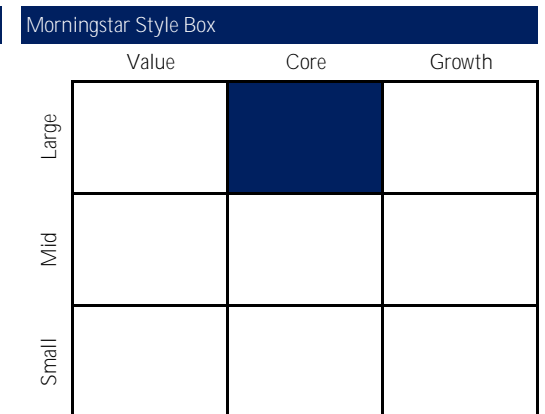 Morningstar Style Box
Value Core Growth
Large
Mid
Small